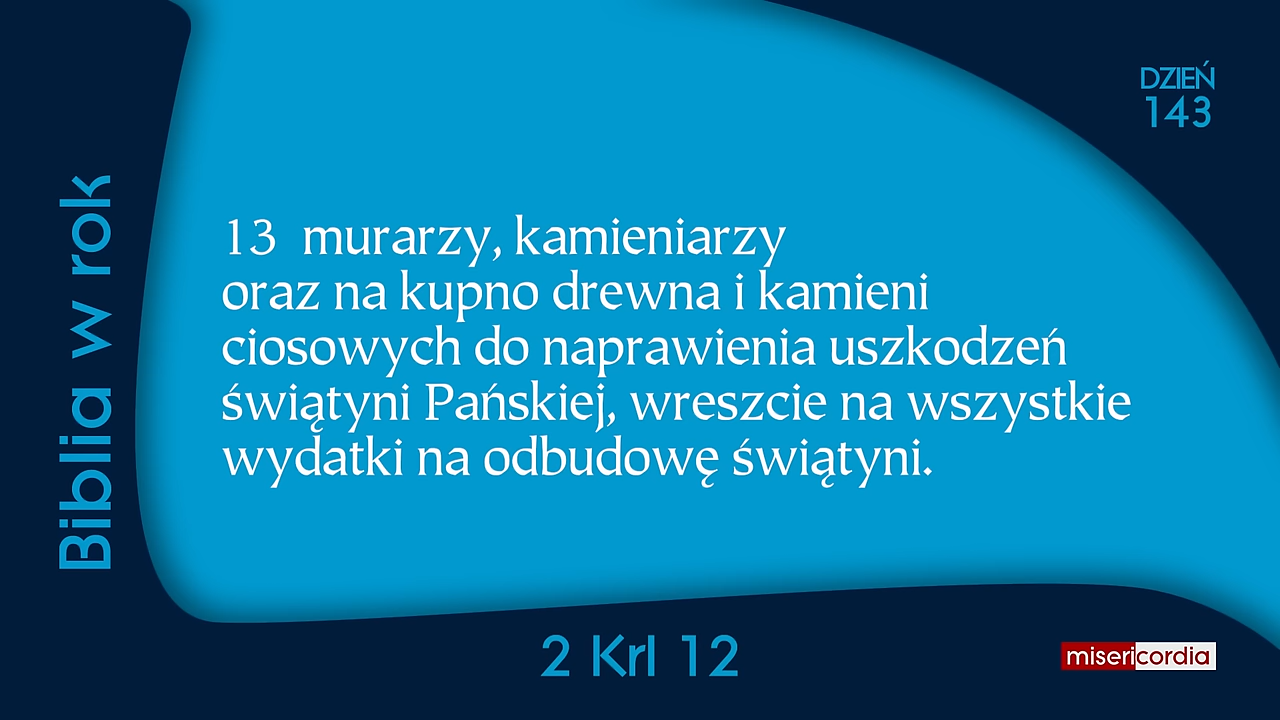 DZIEŃ
143
Biblia w rok
13 murarzy, kamieniarzy
oraz na kupno drewna i kamieni
ciosowych do naprawienia uszkodzeń
świątyni Pańskiej, wreszcie na wszystkie
wydatki na odbudowę świątyni.
2 Krl 12
misericordia